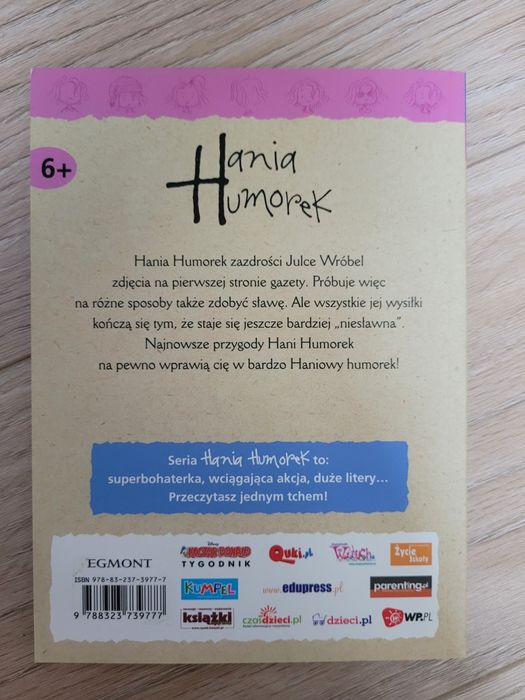 6+
Hania
Humorek
Hania Humorek zazdrości Julce Wróbel
zdjęcia na pierwszej stronie gazety. Próbuje więc
na różne sposoby także zdobyć sławę. Ale wszystkie jej wysiłki
kończą się tym, że staje się jeszcze bardziej „niesławna”.
Najnowsze przygody Hani Humorek
na pewno wprawią cię w bardzo Haniowy humorek!
Seria Hania Humorek to:
superbohaterka, wciągająca akcja, duże litery...
Przeczytasz jednym tchem!
EGMONT
ISBN 978-83-237-3977-7
9 788323 739777
Disney
KACZOR DONALD
TYGODNIK
Quki.pl
Życie
Szkoły
KUMPEL
www.edupress.pl
parenting.pl
książki
czasdzieci.pl
dzieci.pl
WP.PL